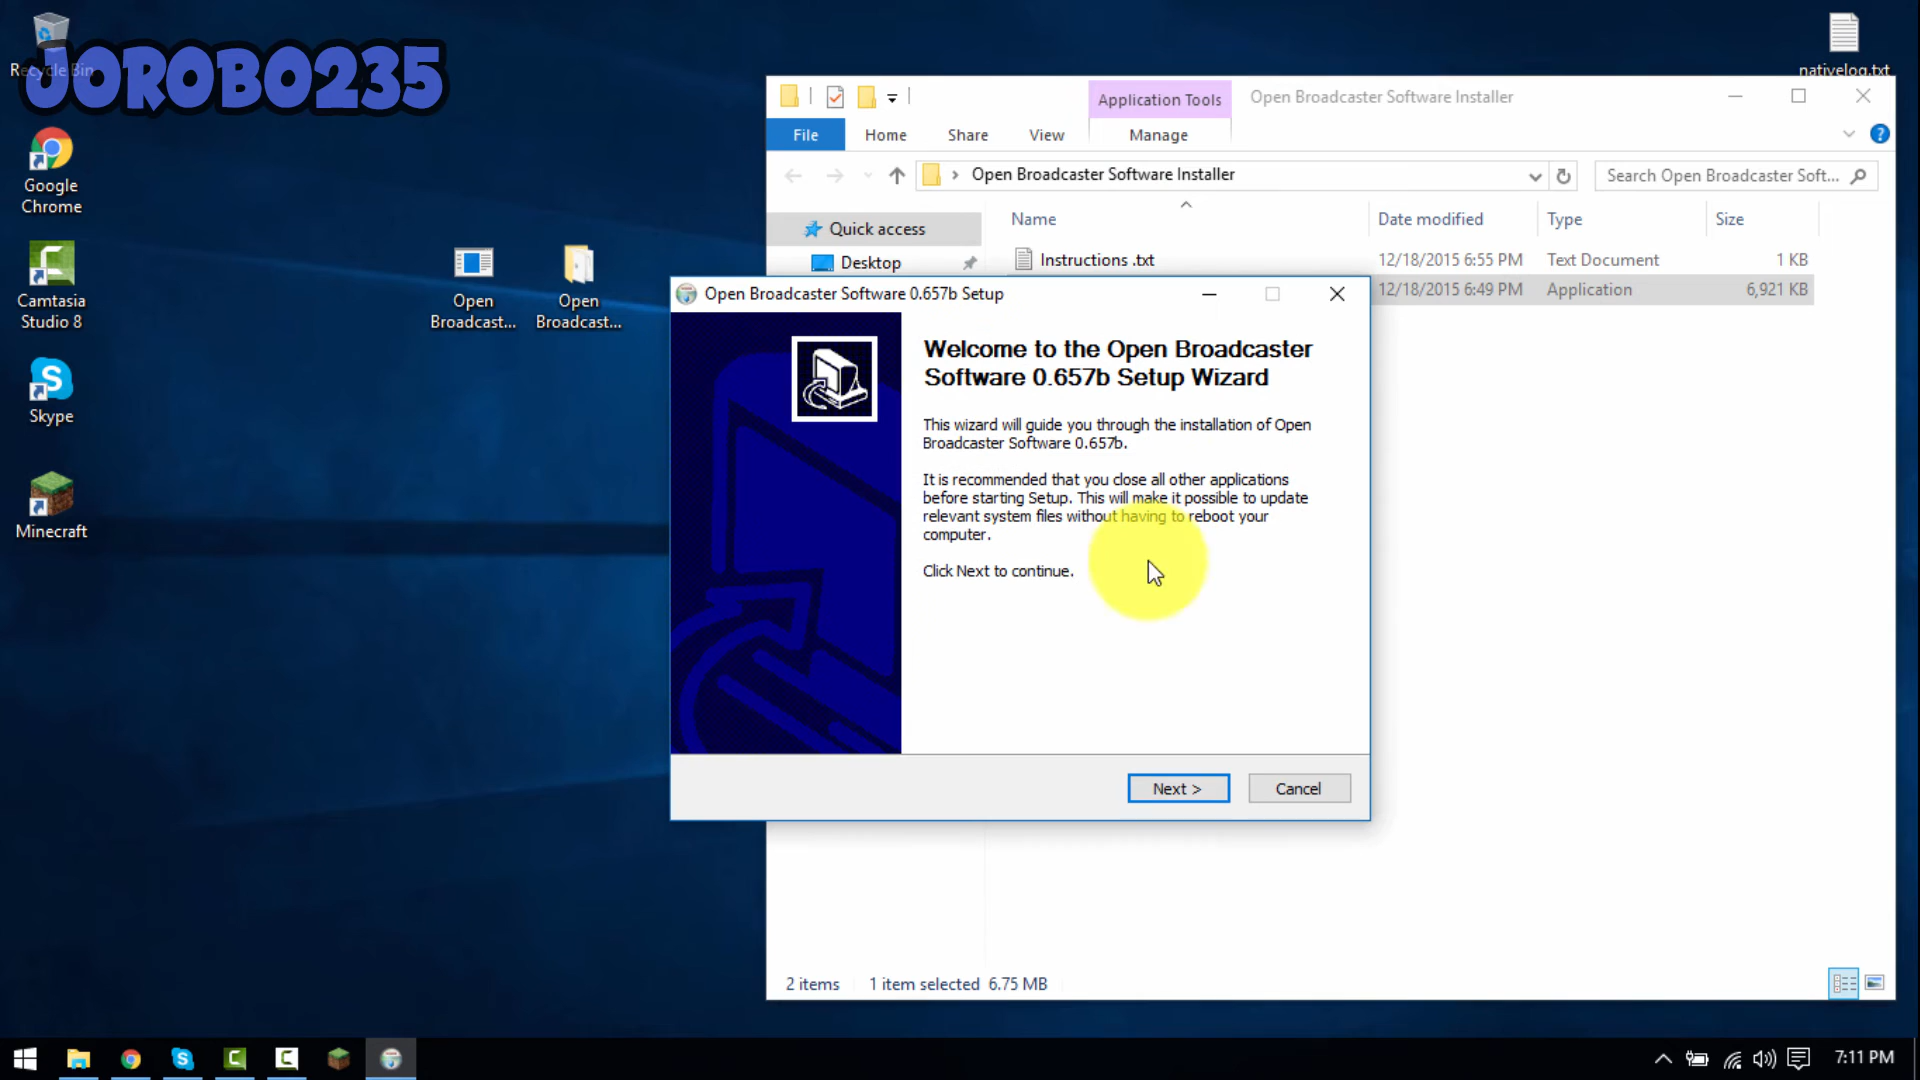 Recycle Bin
JOROBO235
Google
Chrome
Camtasia
Studio 8
Skype
Minecraft
Open
Broadcast...
Open
Broadcast...
nativelog.txt
Application Tools
Open Broadcaster Software Installer
File
Home
Share
View
Manage
Open Broadcaster Software Installer
Search Open Broadcaster Soft...
Name
Date modified
Type
Size
Quick access
Desktop
Instructions .txt
12/18/2015 6:55 PM
Text Document
1 KB
12/18/2015 6:49 PM
Application
6,921 KB
Open Broadcaster Software 0.657b Setup
Welcome to the Open Broadcaster
Software 0.657b Setup Wizard
This wizard will guide you through the installation of Open
Broadcaster Software 0.657b.
It is recommended that you close all other applications
before starting Setup. This will make it possible to update
relevant system files without having to reboot your
computer.
Click Next to continue.
Next >
Cancel
2 items
1 item selected
6.75 MB
7:11 PM